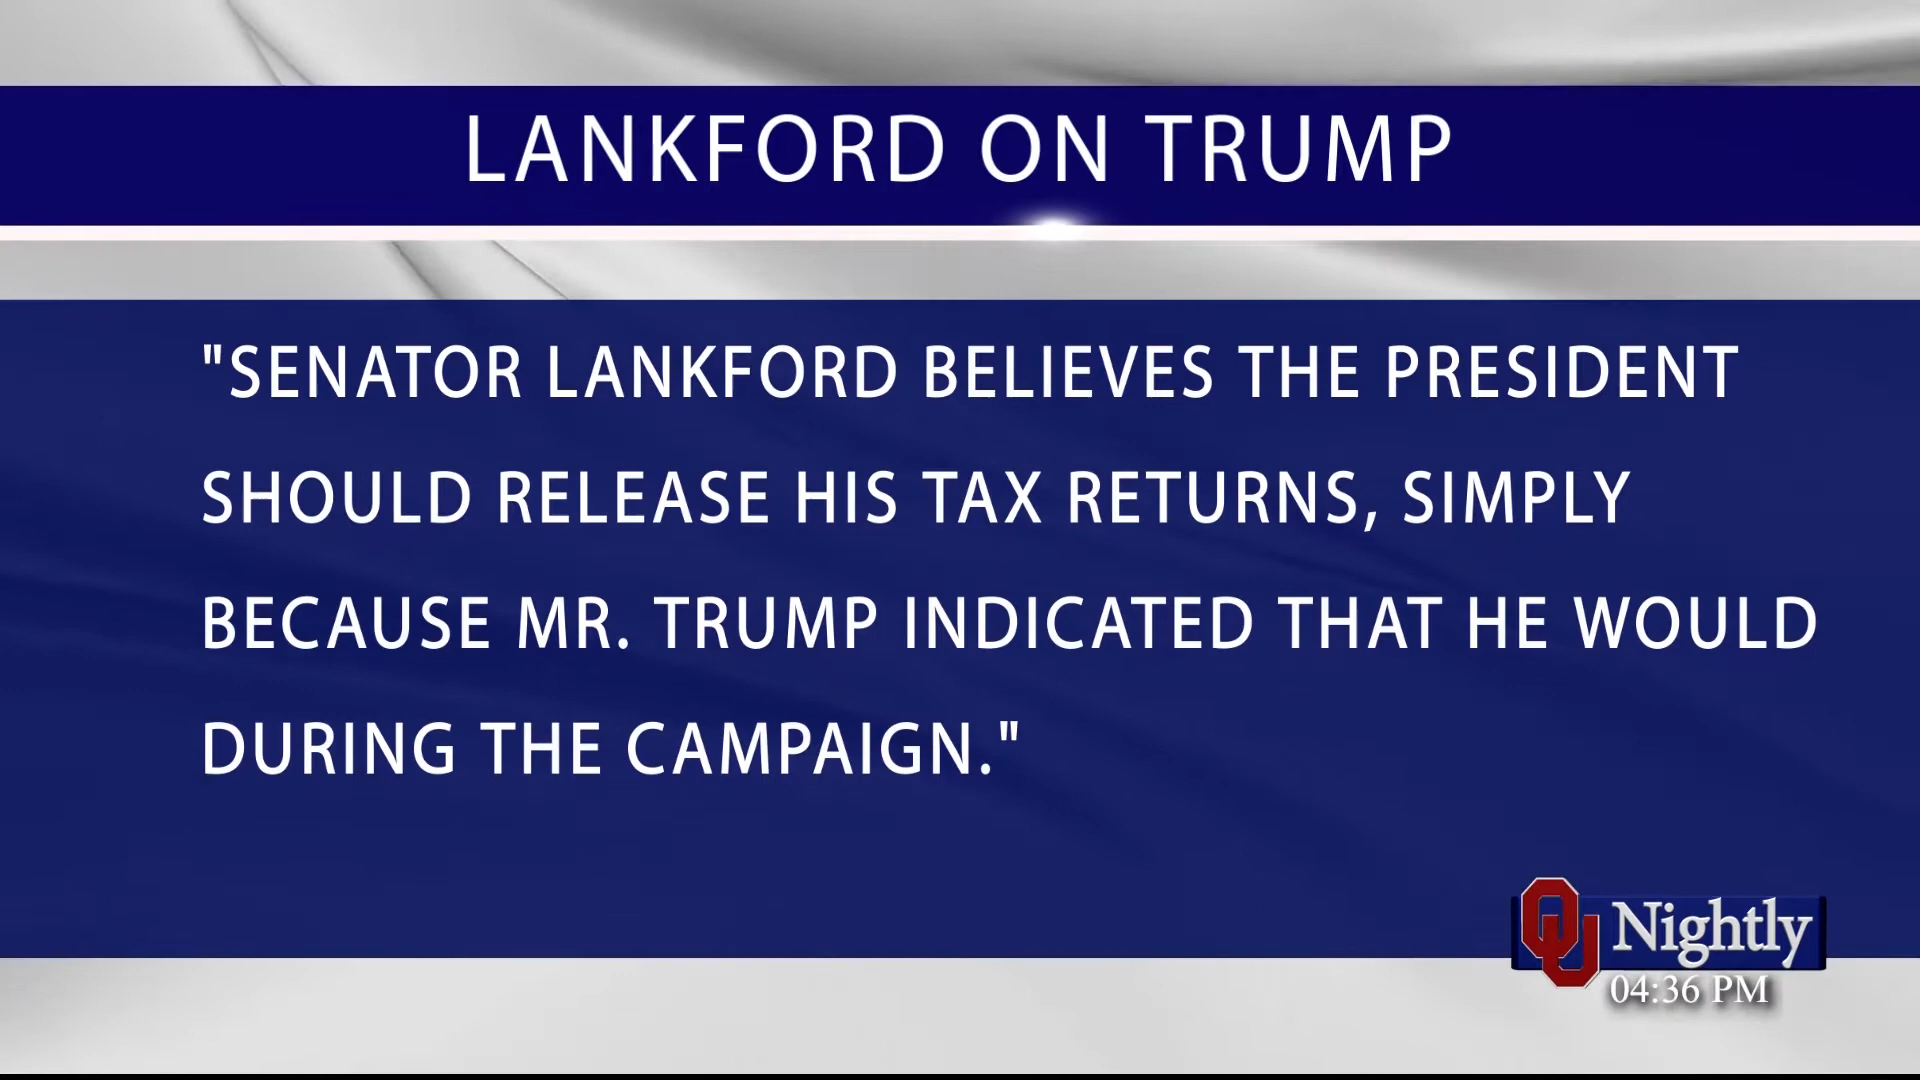 LANKFORD ON TRUMP
"SENATOR LANKFORD BELIEVES THE PRESIDENT
SHOULD RELEASE HIS TAX RETURNS, SIMPLY
BECAUSE MR. TRUMP INDICATED THAT HE WOULD
DURING THE CAMPAIGN."
OU Nightly
04:36 PM